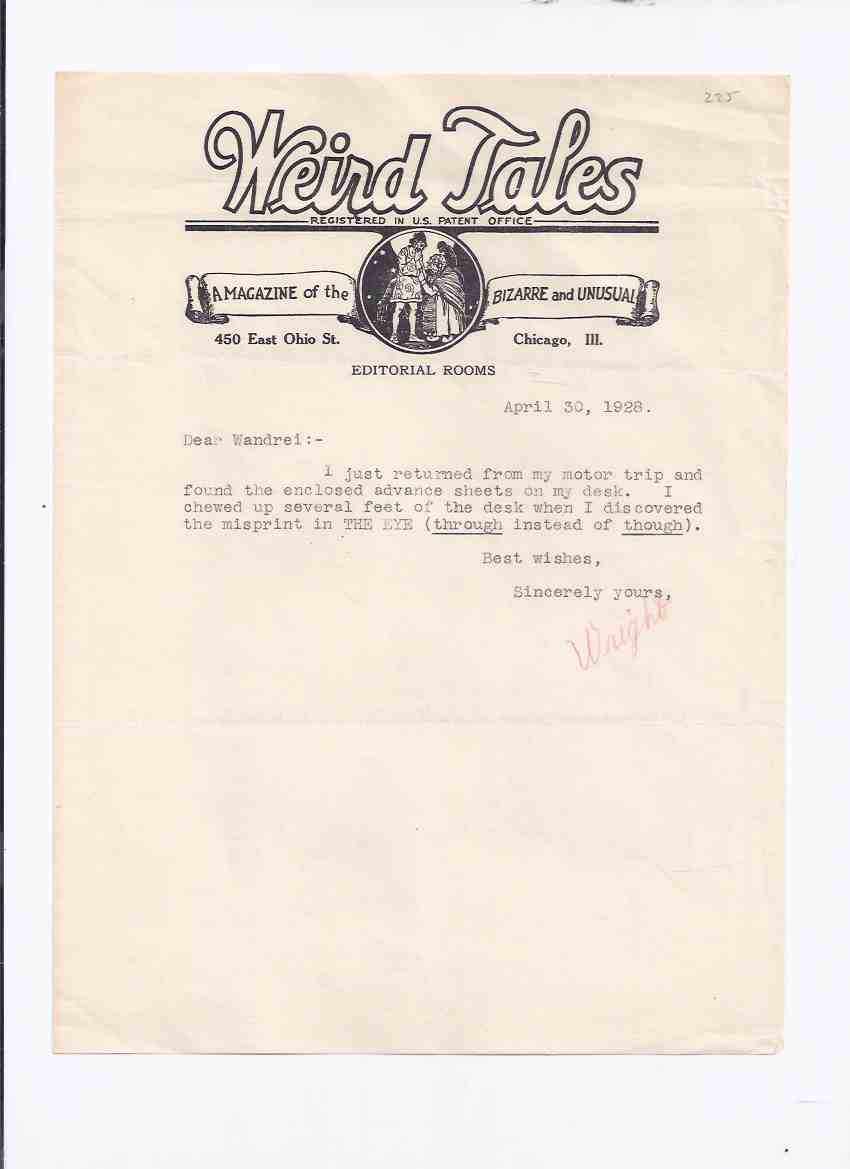 225
Weird Tales
REGISTERED IN U.S. PATENT OFFICE
A MAGAZINE of the BIZARRE and UNUSUAL
450 East Ohio St. Chicago, Ill.
EDITORIAL ROOMS
April 30, 1928.
Dear Wandrei:-
I just returned from my motor trip and
found the enclosed advance sheets on my desk. I
chewed up several feet of the desk when I discovered
the misprint in THE EYE (through instead of though).
Best wishes,
Sincerely yours,
Wright